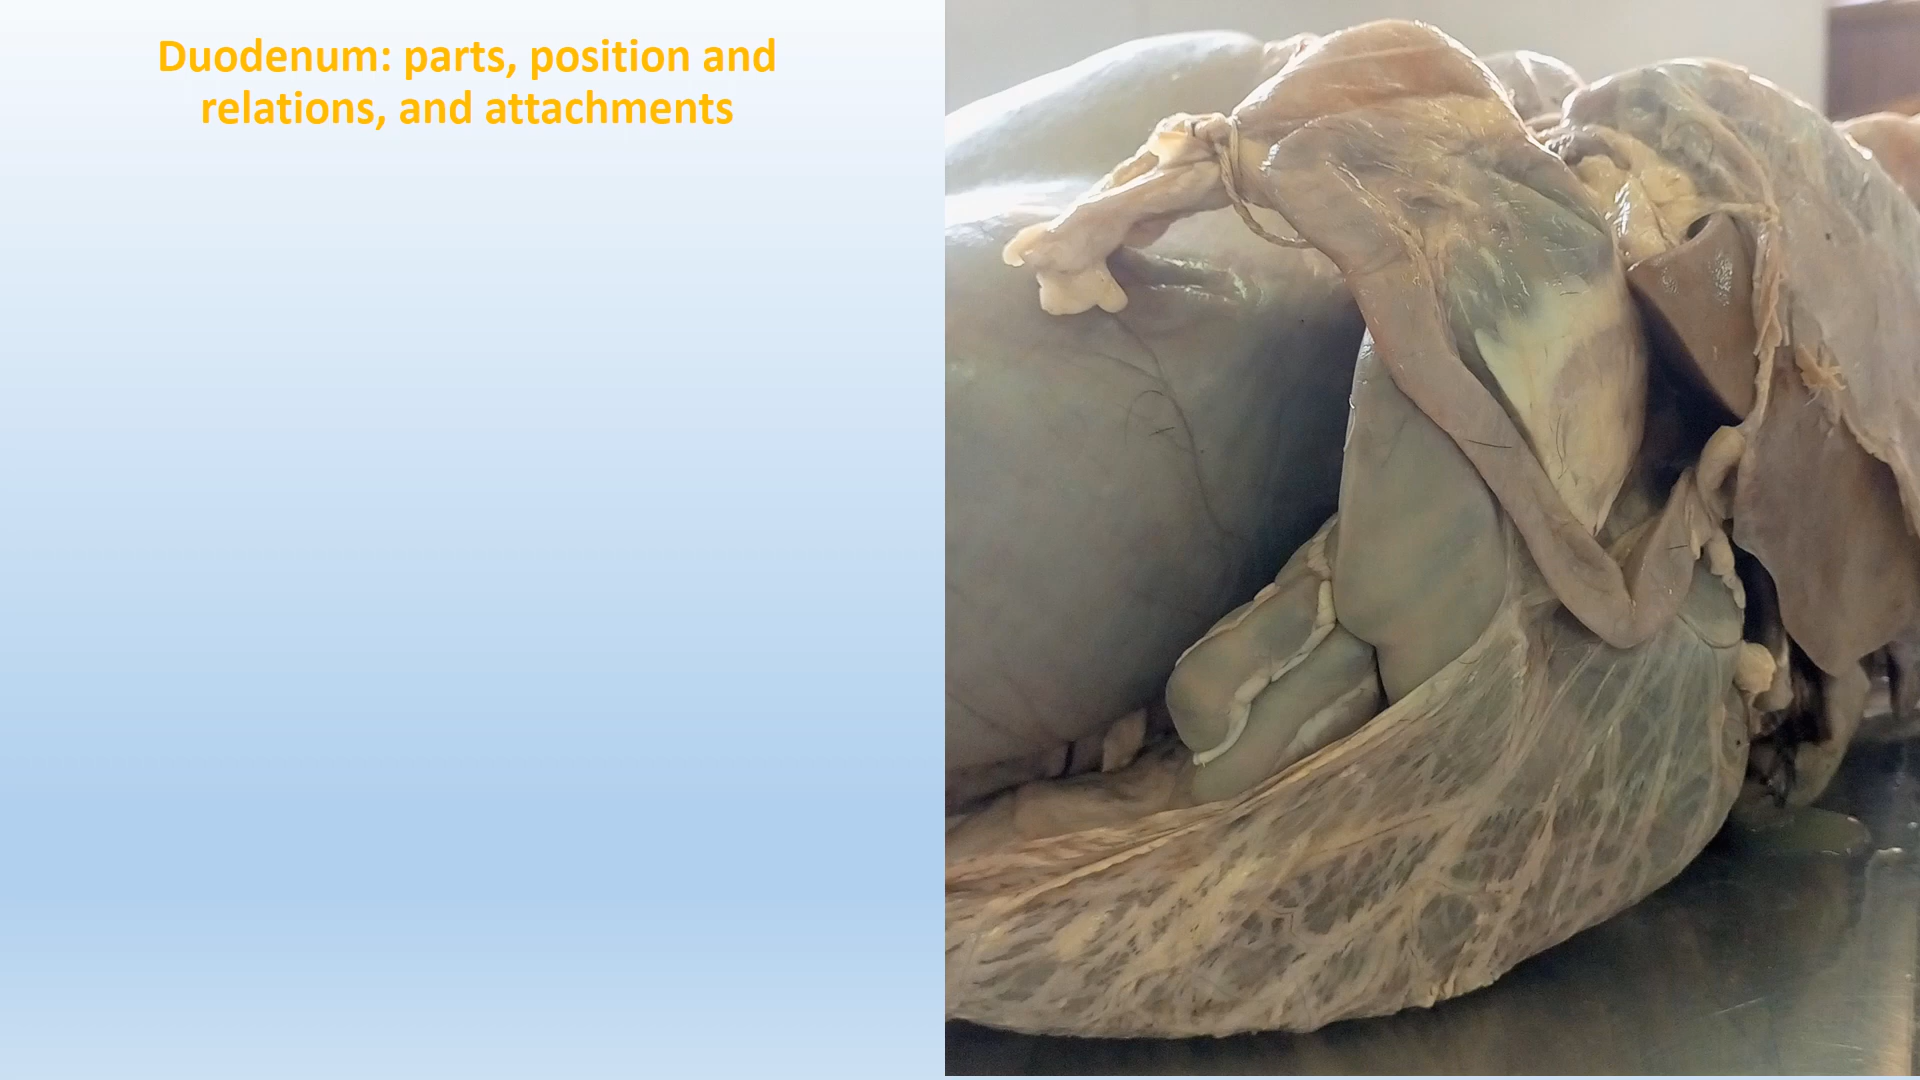 Duodenum: parts, position and
relations, and attachments